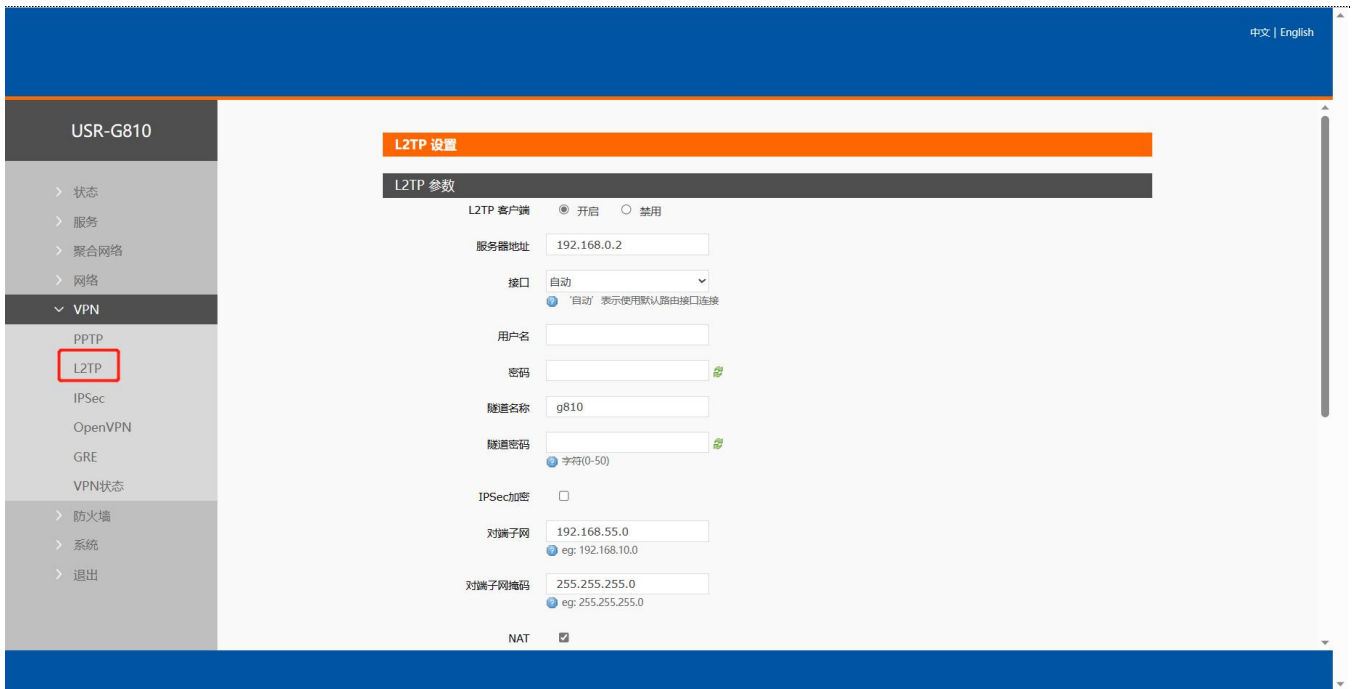 中文 | English
USR-G810
状态
服务
聚合网络
网络
VPN
PPTP
L2TP
IPSec
OpenVPN
GRE
VPN状态
防火墙
系统
退出
L2TP 设置
L2TP 参数
L2TP 客户端 开启 禁用
服务器地址 192.168.0.2
接口 自动
'自动' 表示使用默认路由接口连接
用户名
密码
隧道名称 g810
隧道密码
字符(0-50)
IPSec加密
对端子网 192.168.55.0
eg: 192.168.10.0
对端子网掩码 255.255.255.0
eg: 255.255.255.0
NAT